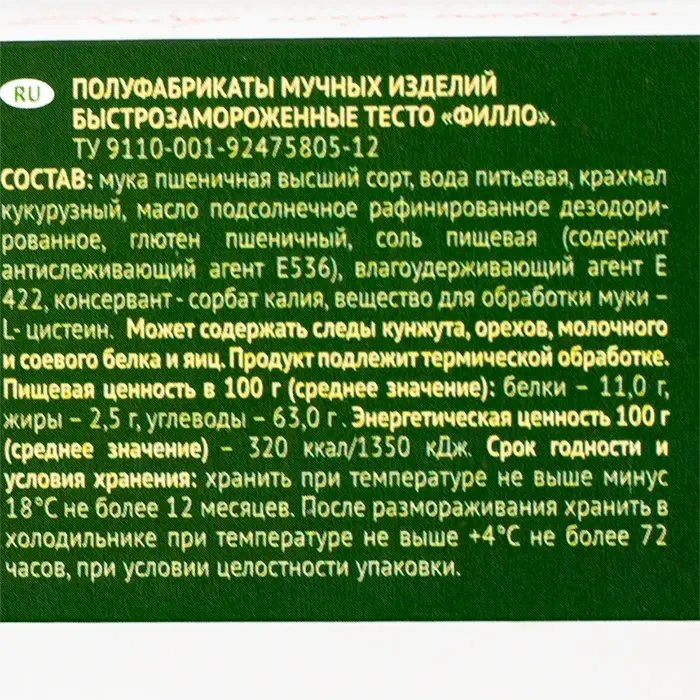 RU
ПОЛУФАБРИКАТЫ МУЧНЫХ ИЗДЕЛИЙ
БЫСТРОЗАМОРОЖЕННЫЕ ТЕСТО «ФИЛЛО».
ТУ 9110-001-92475805-12
СОСТАВ: мука пшеничная высший сорт, вода питьевая, крахмал
кукурузный, масло подсолнечное рафинированное дезодори-
рованное, глютен пшеничный, соль пищевая (содержит
антислеживающий агент Е536), влагоудерживающий агент Е
422, консервант - сорбат калия, вещество для обработки муки –
L- цистеин. Может содержать следы кунжута, орехов, молочного
и соевого белка и яиц. Продукт подлежит термической обработке.
Пищевая ценность в 100 г (среднее значение): белки – 11,0 г,
жиры – 2,5 г, углеводы – 63,0 г . Энергетическая ценность 100 г
(среднее значение) – 320 ккал/1350 кДж. Срок годности и
условия хранения: хранить при температуре не выше минус
18°С не более 12 месяцев. После размораживания хранить в
холодильнике при температуре не выше +4°С не более 72
часов, при условии целостности упаковки.